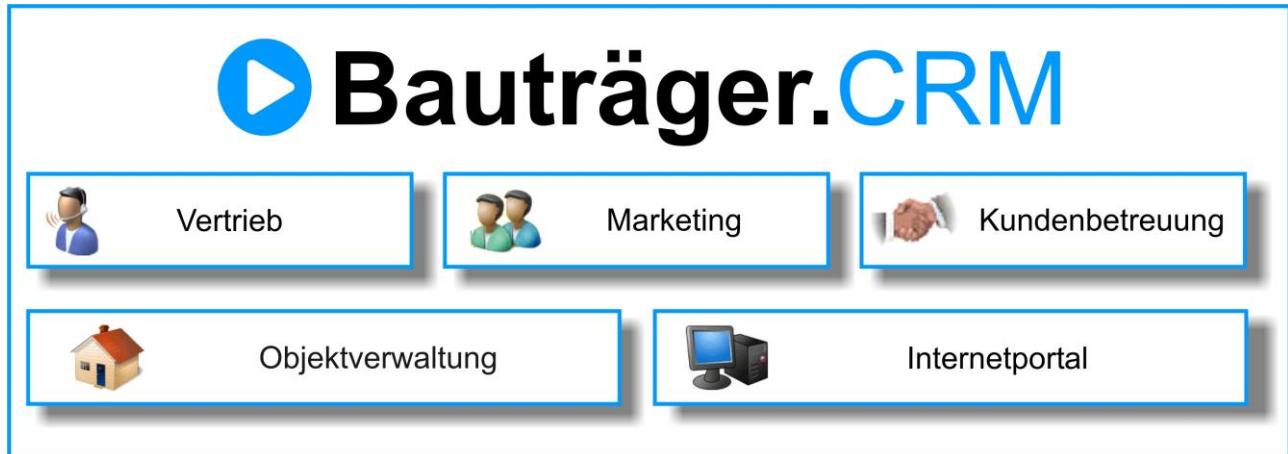 Bauträger.CRM
Vertrieb
Marketing
Kundenbetreuung
Objektverwaltung
Internetportal